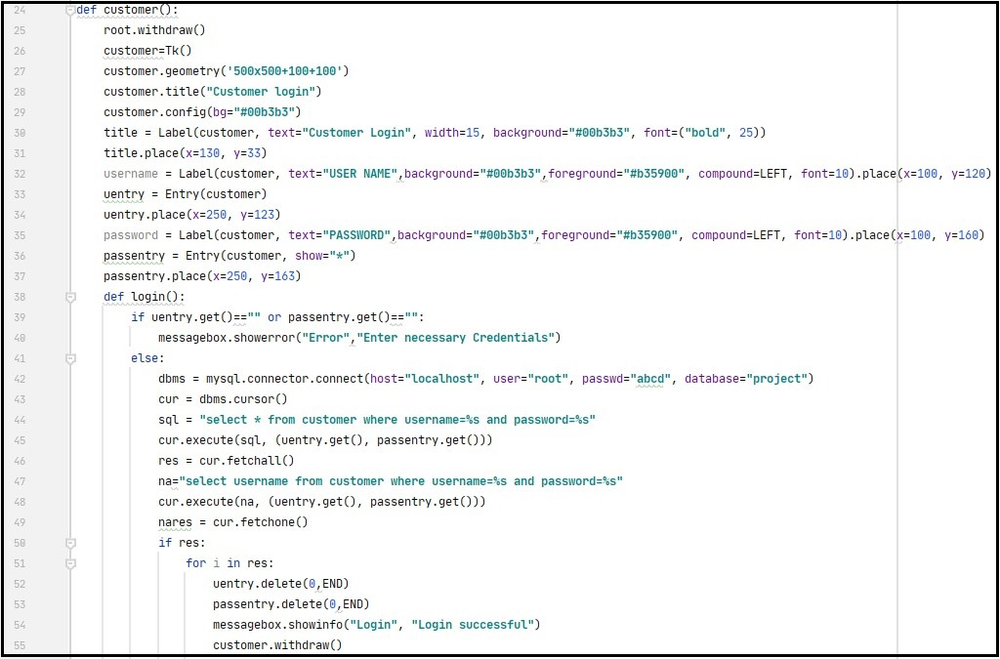 24 def customer():
25     root.withdraw()
26     customer=Tk()
27     customer.geometry('500x500+100+100')
28     customer.title("Customer login")
29     customer.config(bg="#00b3b3")
30     title = Label(customer, text="Customer Login", width=15, background="#00b3b3", font=("bold", 25))
31     title.place(x=130, y=33)
32     username = Label(customer, text="USER NAME",background="#00b3b3",foreground="#b35900", compound=LEFT, font=10).place(x=100, y=120)
33     uentry = Entry(customer)
34     uentry.place(x=250, y=123)
35     password = Label(customer, text="PASSWORD",background="#00b3b3",foreground="#b35900", compound=LEFT, font=10).place(x=100, y=160)
36     passentry = Entry(customer, show="*")
37     passentry.place(x=250, y=163)
38     def login():
39         if uentry.get()=="" or passentry.get()=="":
40             messagebox.showerror("Error","Enter necessary Credentials")
41         else:
42             dbms = mysql.connector.connect(host="localhost", user="root", passwd="abcd", database="project")
43             cur = dbms.cursor()
44             sql = "select * from customer where username=%s and password=%s"
45             cur.execute(sql, (uentry.get(), passentry.get()))
46             res = cur.fetchall()
47             na="select username from customer where username=%s and password=%s"
48             cur.execute(na, (uentry.get(), passentry.get()))
49             nares = cur.fetchone()
50             if res:
51                 for i in res:
52                     uentry.delete(0,END)
53                     passentry.delete(0,END)
54                     messagebox.showinfo("Login", "Login successful")
55                     customer.withdraw()